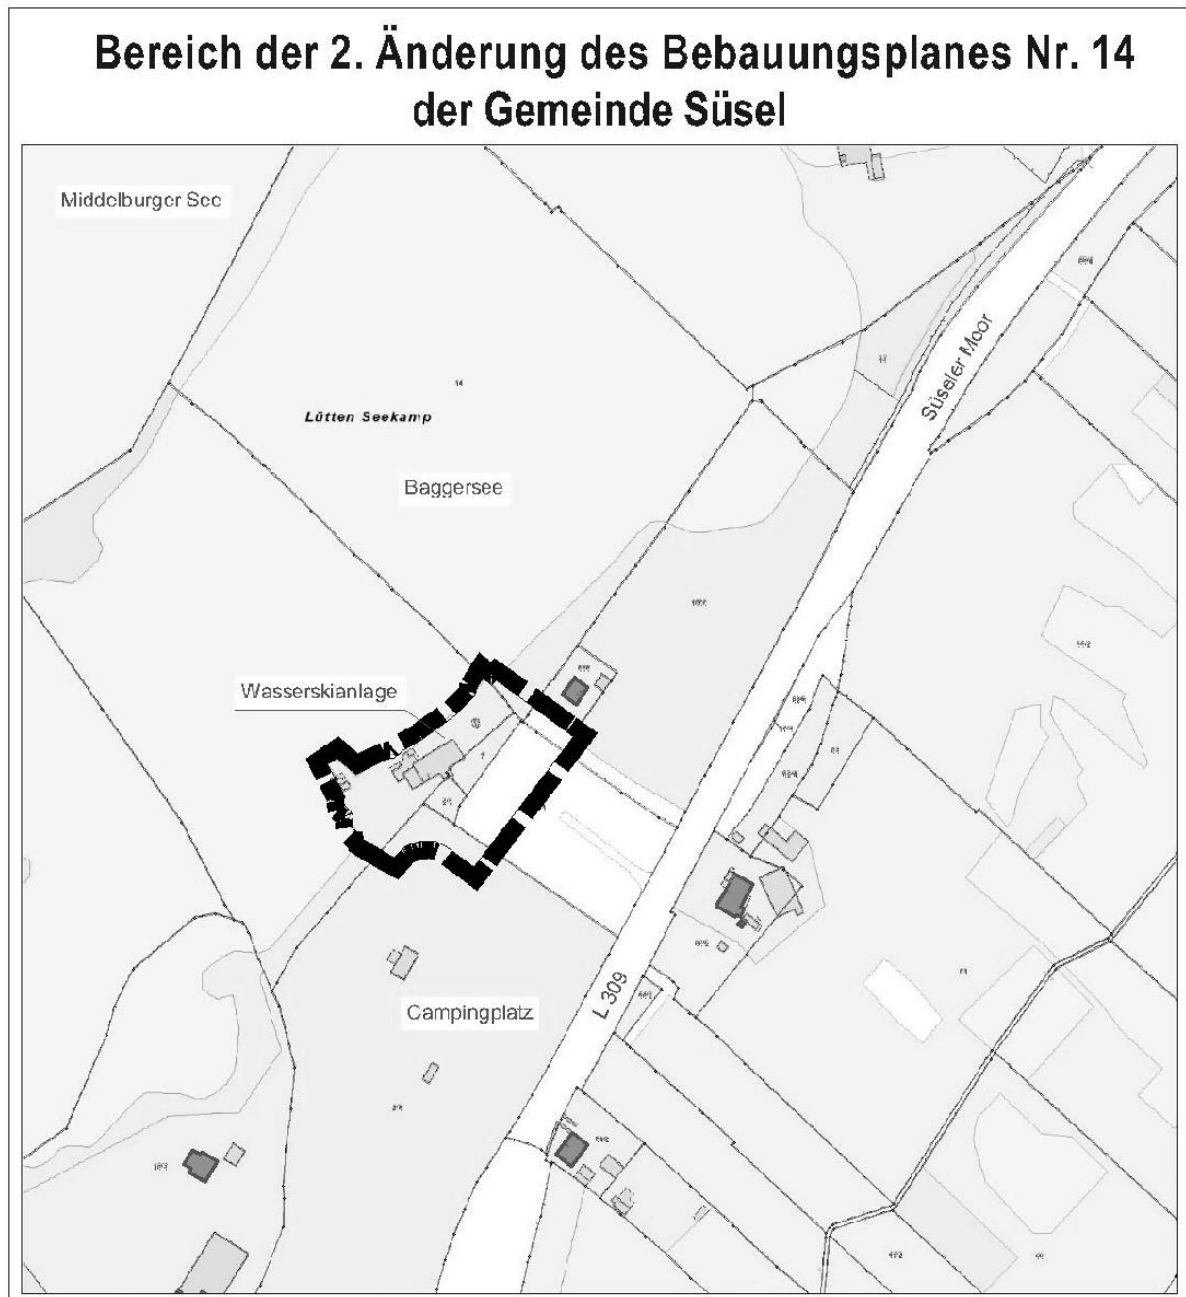 Bereich der 2. Änderung des Bebauungsplanes Nr. 14
der Gemeinde Süsel
Middelburger See
Süseler Moor
14
Lütten Seekamp
Baggersee
Wasserskianlage
L 309
Campingplatz